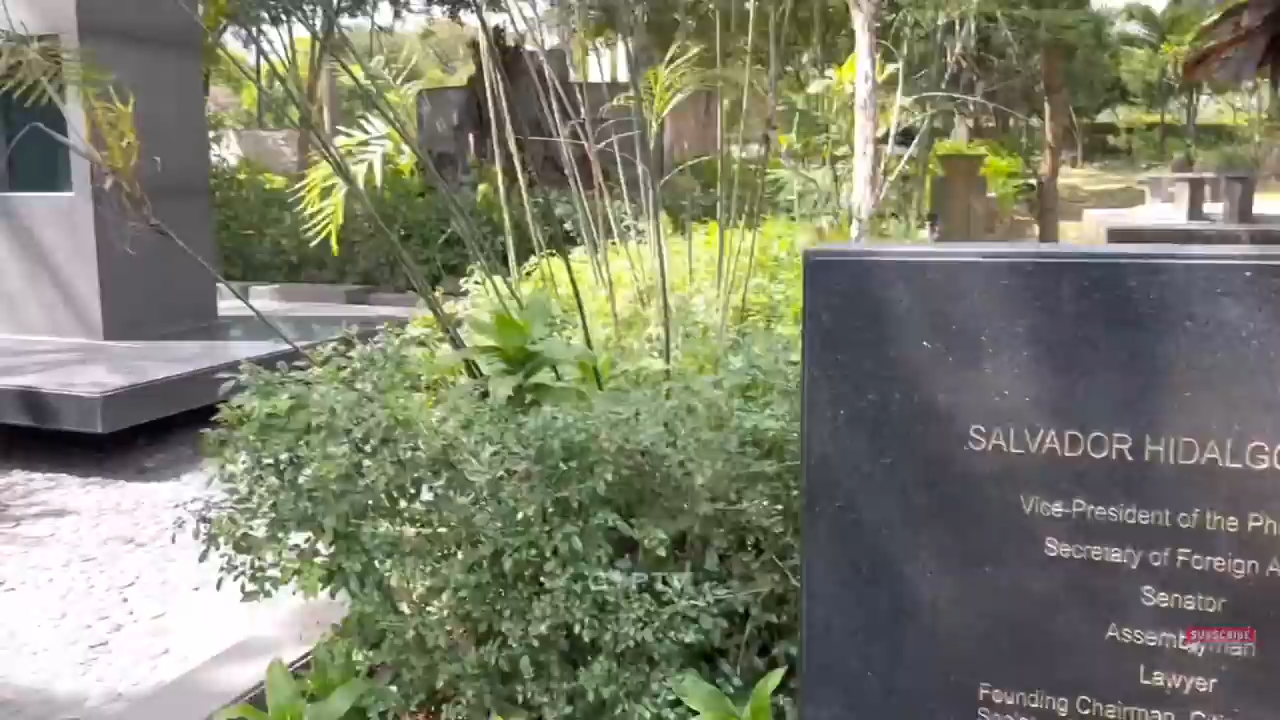 SALVADOR HIDALGO
Vice-President of the Ph
Secretary of Foreign A
Senator
Assemblyman
SUBSCRIBE
Lawyer
Founding Chairman,